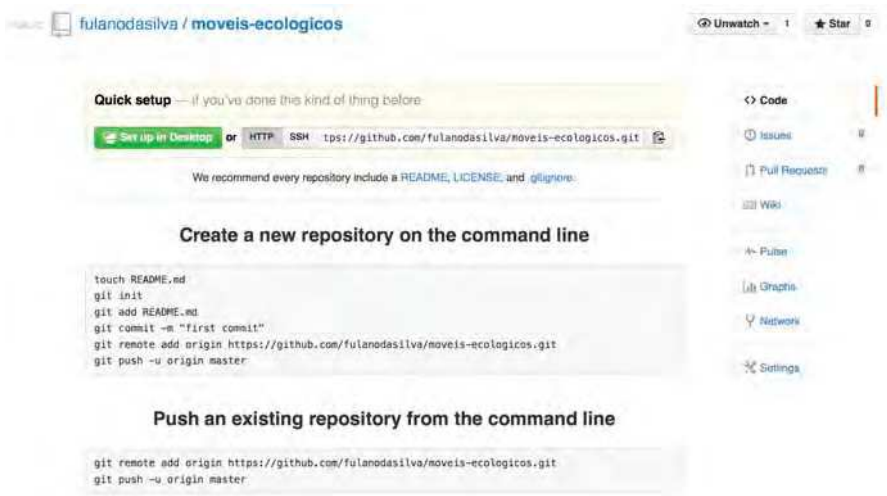 PUBLIC fulanodasilva / moveis-ecologicos
Unwatch 1 Star 0
Quick setup — if you've done this kind of thing before
Set up in Desktop or HTTP SSH tps://github.com/fulanodasilva/moveis-ecologicos.git
We recommend every repository include a README, LICENSE, and .gitignore.
Create a new repository on the command line
touch README.md
git init
git add README.md
git commit -m "first commit"
git remote add origin https://github.com/fulanodasilva/moveis-ecologicos.git
git push -u origin master
Push an existing repository from the command line
git remote add origin https://github.com/fulanodasilva/moveis-ecologicos.git
git push -u origin master
Code
Issues 0
Pull Requests 0
Wiki
Pulse
Graphs
Network
Settings